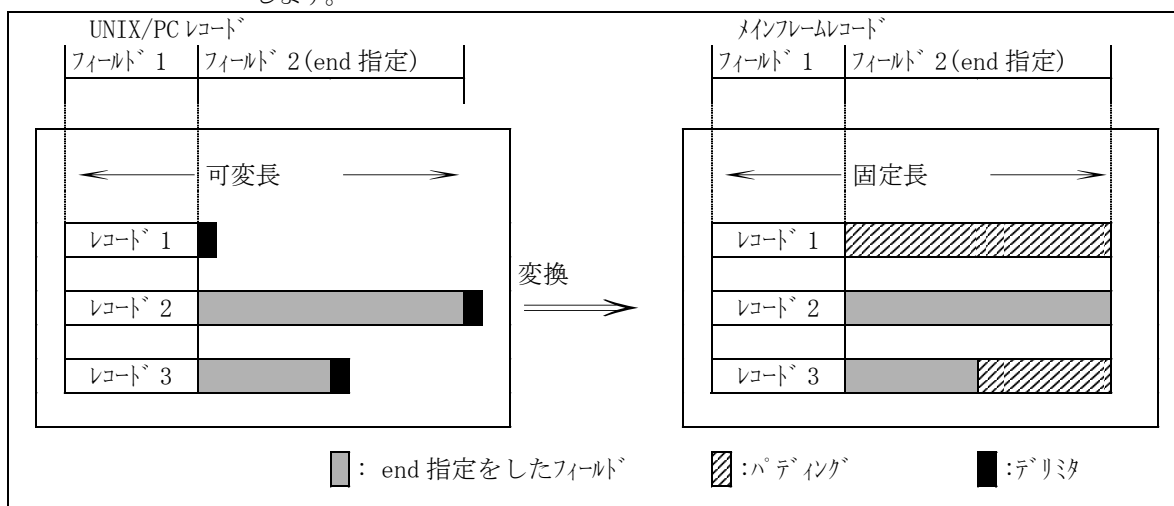 します。
UNIX/PC ﾚｺｰﾄﾞ ﾒｲﾝﾌﾚｰﾑﾚｺｰﾄﾞ
ﾌｨｰﾙﾄﾞ 1 ﾌｨｰﾙﾄﾞ 2(end 指定) ﾌｨｰﾙﾄﾞ 1 ﾌｨｰﾙﾄﾞ 2(end 指定)
可変長 固定長
ﾚｺｰﾄﾞ 1 ﾚｺｰﾄﾞ 1
変換
ﾚｺｰﾄﾞ 2 ﾚｺｰﾄﾞ 2
ﾚｺｰﾄﾞ 3 ﾚｺｰﾄﾞ 3
: end 指定をしたﾌｨｰﾙﾄﾞ :ﾊﾟﾃﾞｨﾝｸﾞ :ﾃﾞﾘﾐﾀ